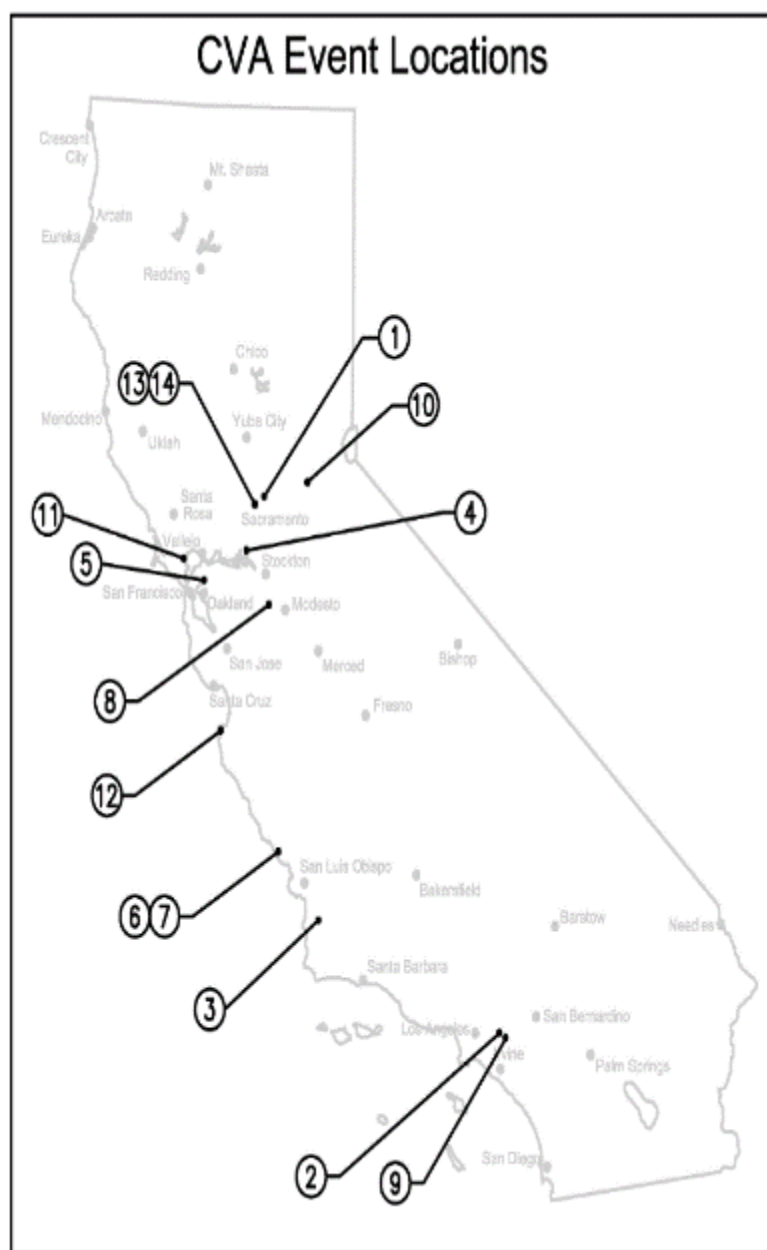 CVA Event Locations
Crescent
City
Mt. Shasta
Arcata
Eureka
Redding
1
Chico
13 14
10
Mendocino
Yuba City
Ukiah
Santa
Rosa
11
Sacramento
4
Vallejo
5
Stockton
San Francisco
Oakland
Modesto
San Jose
Merced
Bishop
8
Santa Cruz
Fresno
12
San Luis Obispo
Bakersfield
6 7
Barstow
Needles
3
Santa Barbara
San Bernardino
Los Angeles
Palm Springs
San Diego
2
9